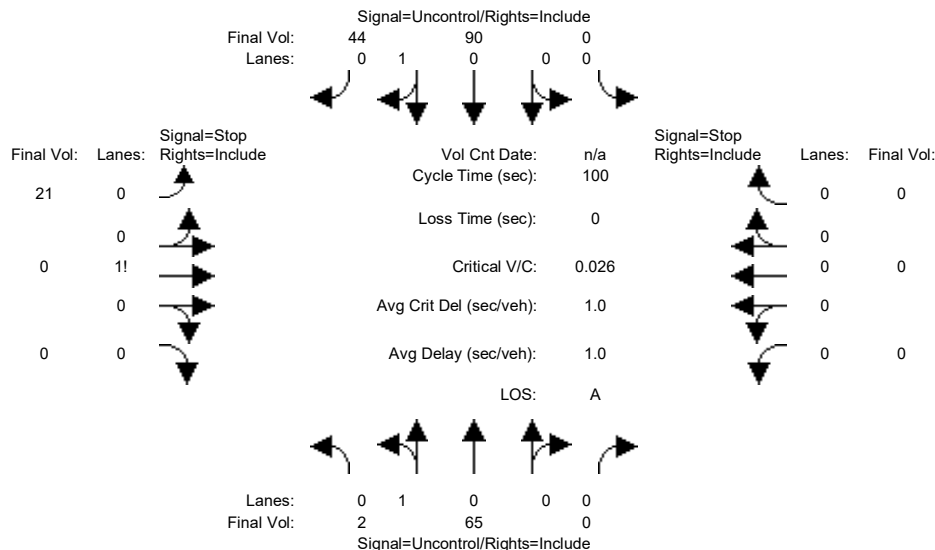 Signal=Uncontrol/Rights=Include
Final Vol: 44 90 0
Lanes: 0 1 0 0 0
Signal=Stop Signal=Stop
Final Vol: Lanes: Rights=Include Vol Cnt Date: n/a Rights=Include Lanes: Final Vol:
Cycle Time (sec): 100
21 0 0 0
Loss Time (sec): 0
0 0
0 1! Critical V/C: 0.026 0 0
0 Avg Crit Del (sec/veh): 1.0 0
0 0 Avg Delay (sec/veh): 1.0 0 0
LOS: A
Lanes: 0 1 0 0 0
Final Vol: 2 65 0
Signal=Uncontrol/Rights=Include